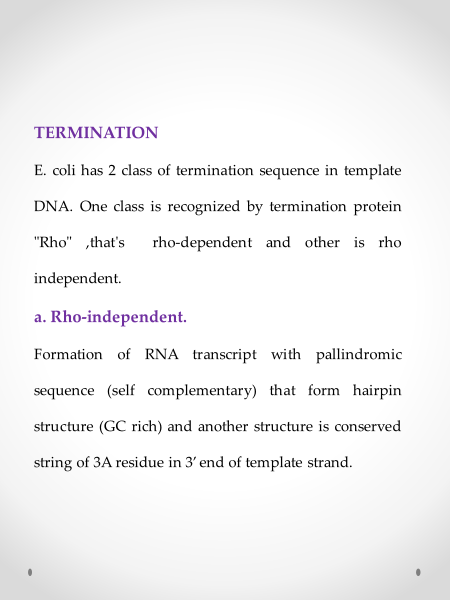 TERMINATION
E. coli has 2 class of termination sequence in template
DNA. One class is recognized by termination protein
"Rho" ,that's rho-dependent and other is rho
independent.
a. Rho-independent.
Formation of RNA transcript with pallindromic
sequence (self complementary) that form hairpin
structure (GC rich) and another structure is conserved
string of 3A residue in 3’ end of template strand.